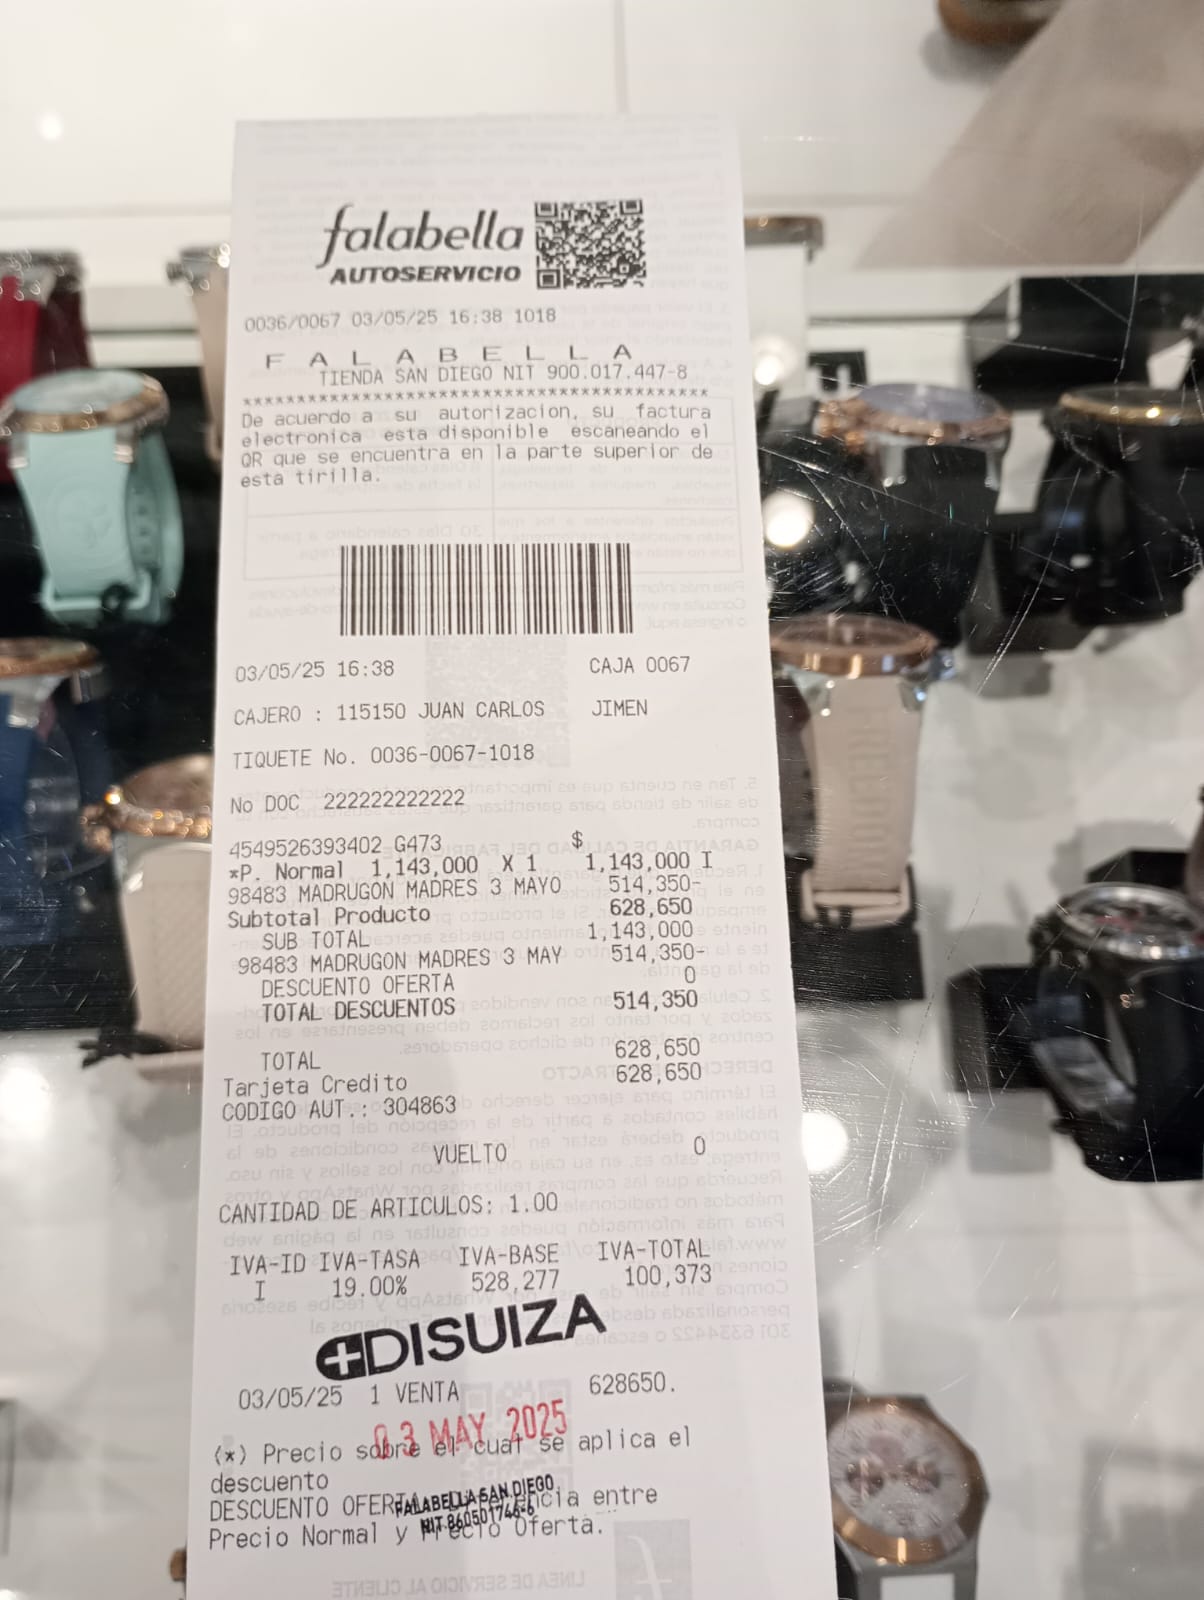 falabella
AUTOSERVICIO
0036/0067 03/05/25 16:38 1018
F A L A B E L L A
TIENDA SAN DIEGO NIT 900.017.447-8
De acuerdo a su autorizacion, su factura
electronica esta disponible escaneando el
QR que se encuentra en la parte superior de
esta tirilla.
03/05/25 16:38 CAJA 0067
CAJERO : 115150 JUAN CARLOS JIMEN
TIQUETE No. 0036-0067-1018
No DOC 222222222222
4549526393402 G473 $
*P. Normal 1,143,000 X 1 1,143,000 I
98483 MADRUGON MADRES 3 MAYO 514,350-
Subtotal Producto 628,650
SUB TOTAL 1,143,000
98483 MADRUGON MADRES 3 MAY 514,350-
DESCUENTO OFERTA 0
TOTAL DESCUENTOS 514,350
TOTAL 628,650
Tarjeta Credito 628,650
CODIGO AUT.: 304863
VUELTO 0
CANTIDAD DE ARTICULOS: 1.00
IVA-ID IVA-TASA IVA-BASE IVA-TOTAL
I 19.00% 528,277 100,373
DISUIZA
03/05/25 1 VENTA 628650.
03 MAY 2025
(*) Precio sobre el cual se aplica el
descuento
FALABELLA SAN DIEGO
DESCUENTO OFERTA Diferencia entre
NIT.860501746-6
Precio Normal y Precio Oferta.